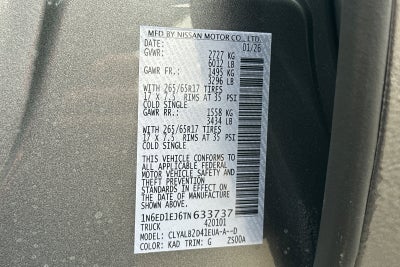 MFD BY NISSAN MOTOR CO., LTD.
DATE: 01/26
GVWR: 2727 KG
6012 LB
GAWR FR.: 1495 KG
3296 LB
WITH 265/65R17 TIRES
17 X 7.5 RIMS AT 35 PSI
COLD SINGLE
GAWR RR.: 1558 KG
3434 LB
WITH 265/65R17 TIRES
17 X 7.5 RIMS AT 35 PSI
COLD SINGLE
THIS VEHICLE CONFORMS TO
ALL APPLICABLE FEDERAL
MOTOR VEHICLE SAFETY AND
THEFT PREVENTION
STANDARDS IN EFFECT ON
THE DATE OF MANUFACTURE
SHOWN ABOVE.
1N6ED1EJ6TN633737
TRUCK 420101
MODEL: CLYALB2D41EUA-A--D
COLOR: KAD TRIM: G ZS00A